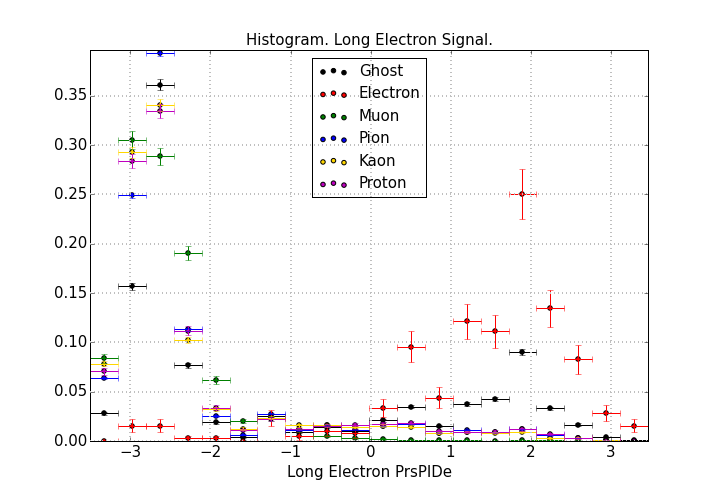 Histogram. Long Electron Signal.
Ghost
Electron
Muon
Pion
Kaon
Proton
0.35
0.30
0.25
0.20
0.15
0.10
0.05
0.00
−3 −2 −1 0 1 2 3
Long Electron PrsPIDe